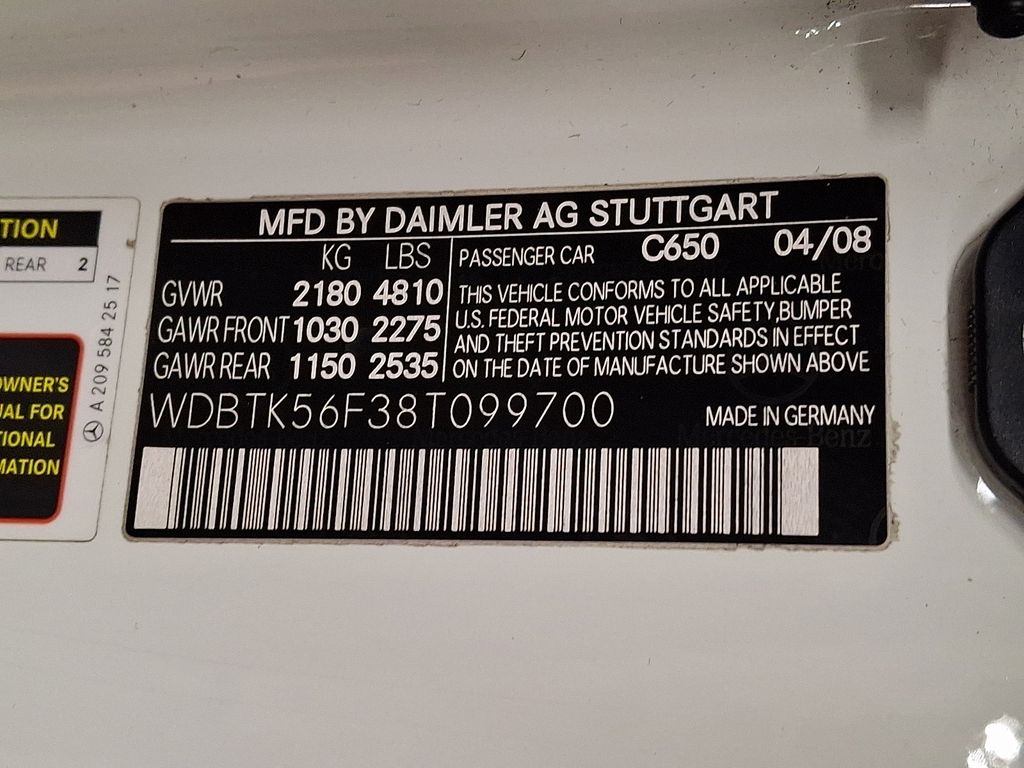 TION
REAR 2
OWNER'S
UAL FOR
TIONAL
MATION
A 209 584 25 17
MFD BY DAIMLER AG STUTTGART
KG LBS
GVWR 2180 4810
GAWR FRONT 1030 2275
GAWR REAR 1150 2535
PASSENGER CAR C650 04/08
THIS VEHICLE CONFORMS TO ALL APPLICABLE
U.S. FEDERAL MOTOR VEHICLE SAFETY,BUMPER
AND THEFT PREVENTION STANDARDS IN EFFECT
ON THE DATE OF MANUFACTURE SHOWN ABOVE
WDBTK56F38T099700
MADE IN GERMANY
Mercedes-Benz